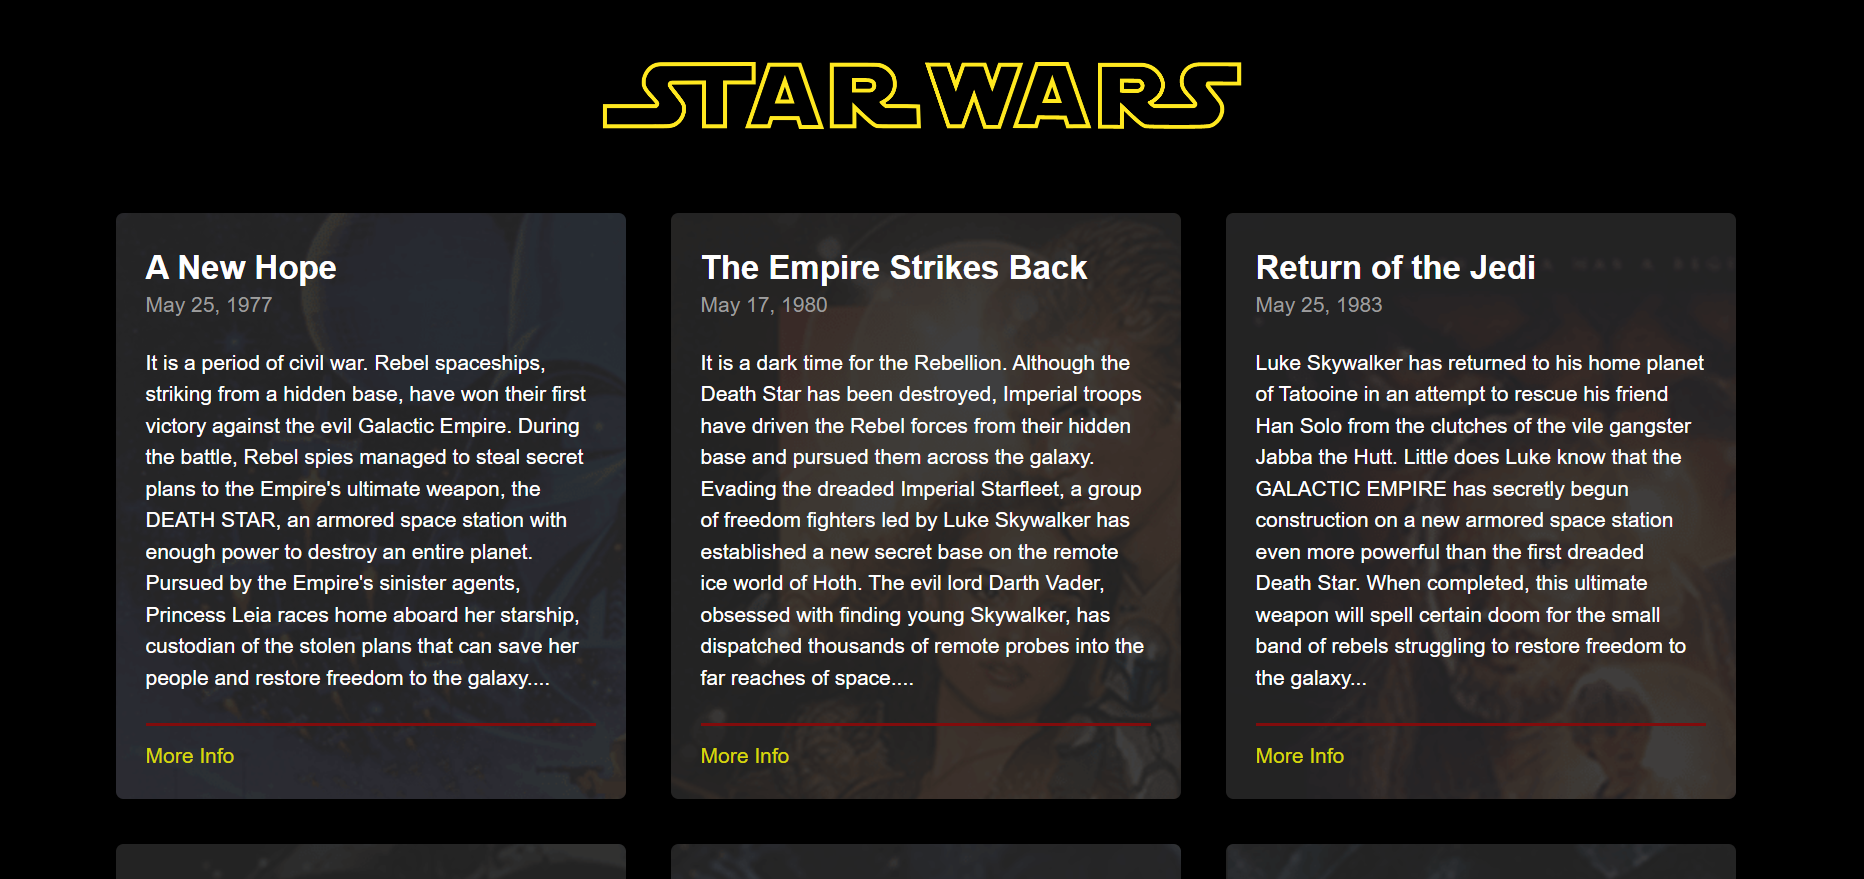 STAR WARS
A New Hope
May 25, 1977
It is a period of civil war. Rebel spaceships,
striking from a hidden base, have won their first
victory against the evil Galactic Empire. During
the battle, Rebel spies managed to steal secret
plans to the Empire's ultimate weapon, the
DEATH STAR, an armored space station with
enough power to destroy an entire planet.
Pursued by the Empire's sinister agents,
Princess Leia races home aboard her starship,
custodian of the stolen plans that can save her
people and restore freedom to the galaxy....
More Info
The Empire Strikes Back
May 17, 1980
It is a dark time for the Rebellion. Although the
Death Star has been destroyed, Imperial troops
have driven the Rebel forces from their hidden
base and pursued them across the galaxy.
Evading the dreaded Imperial Starfleet, a group
of freedom fighters led by Luke Skywalker has
established a new secret base on the remote
ice world of Hoth. The evil lord Darth Vader,
obsessed with finding young Skywalker, has
dispatched thousands of remote probes into the
far reaches of space....
More Info
Return of the Jedi
May 25, 1983
Luke Skywalker has returned to his home planet
of Tatooine in an attempt to rescue his friend
Han Solo from the clutches of the vile gangster
Jabba the Hutt. Little does Luke know that the
GALACTIC EMPIRE has secretly begun
construction on a new armored space station
even more powerful than the first dreaded
Death Star. When completed, this ultimate
weapon will spell certain doom for the small
band of rebels struggling to restore freedom to
the galaxy...
More Info